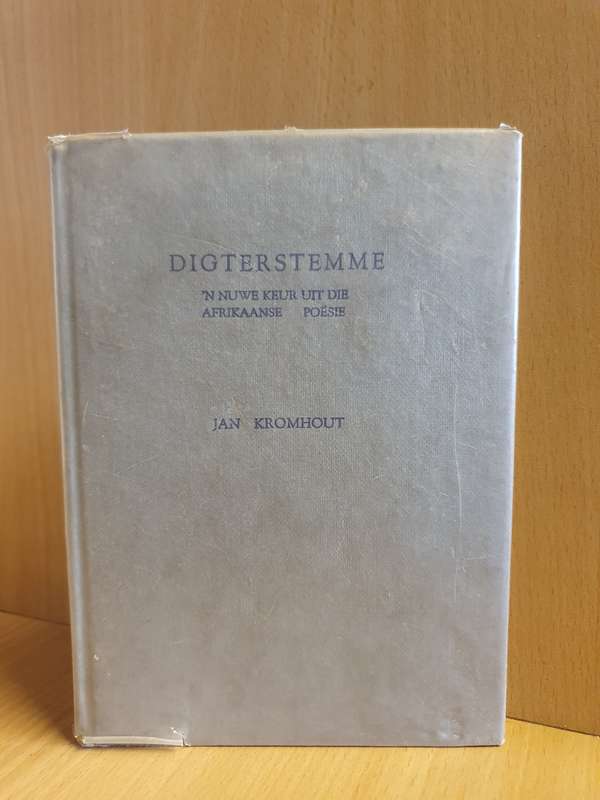 DIGTERSTEMME
'N NUWE KEUR UIT DIE
AFRIKAANSE POËSIE
JAN KROMHOUT